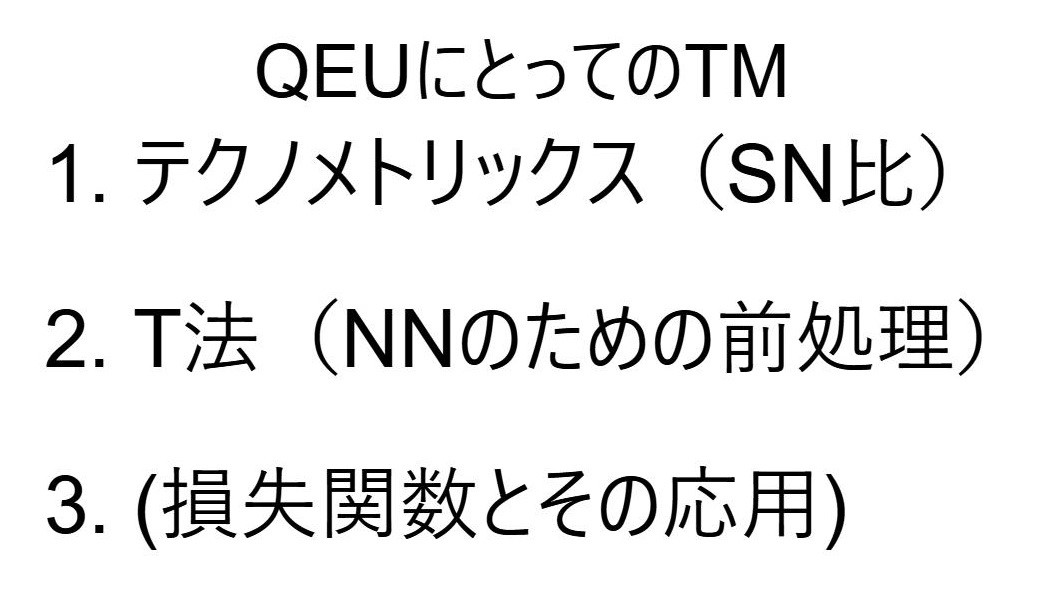 QEUにとってのTM
1. テクノメトリックス（SN比）
2. T法（NNのための前処理）
3. (損失関数とその応用)